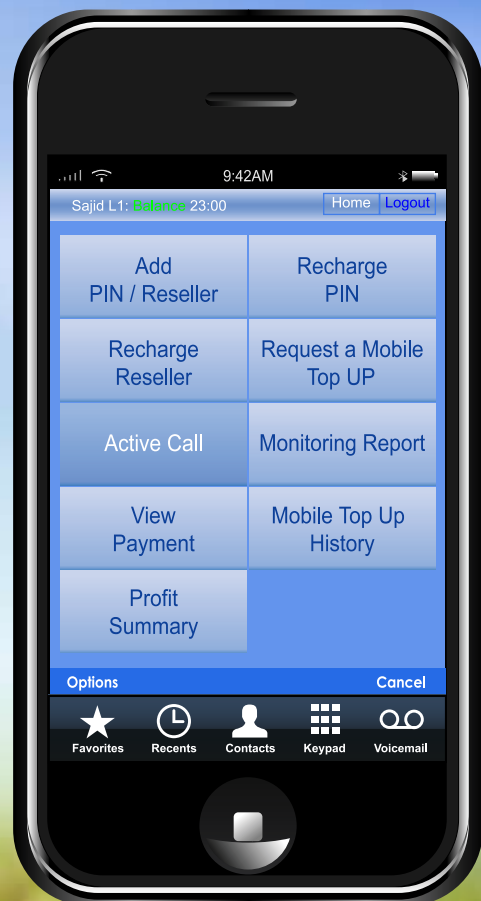 9:42AM
Sajid L1: Balance 23:00
Home
Logout
Add
PIN / Reseller
Recharge
PIN
Recharge
Reseller
Request a Mobile
Top UP
Active Call
Monitoring Report
View
Payment
Mobile Top Up
History
Profit
Summary
Options
Cancel
Favorites
Recents
Contacts
Keypad
Voicemail